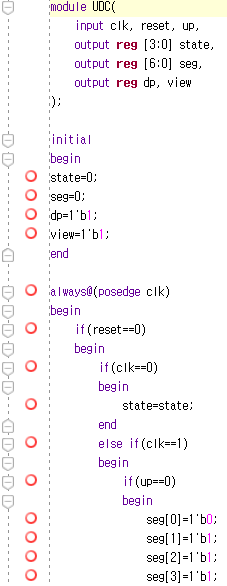 module UDC(
input clk, reset, up,
output reg [3:0] state,
output reg [6:0] seg,
output reg dp, view
);
initial
begin
state=0;
seg=0;
dp=1'b1;
view=1'b1;
end
always@(posedge clk)
begin
if(reset==0)
begin
if(clk==0)
begin
state=state;
end
else if(clk==1)
begin
if(up==0)
begin
seg[0]=1'b0;
seg[1]=1'b1;
seg[2]=1'b1;
seg[3]=1'b1;